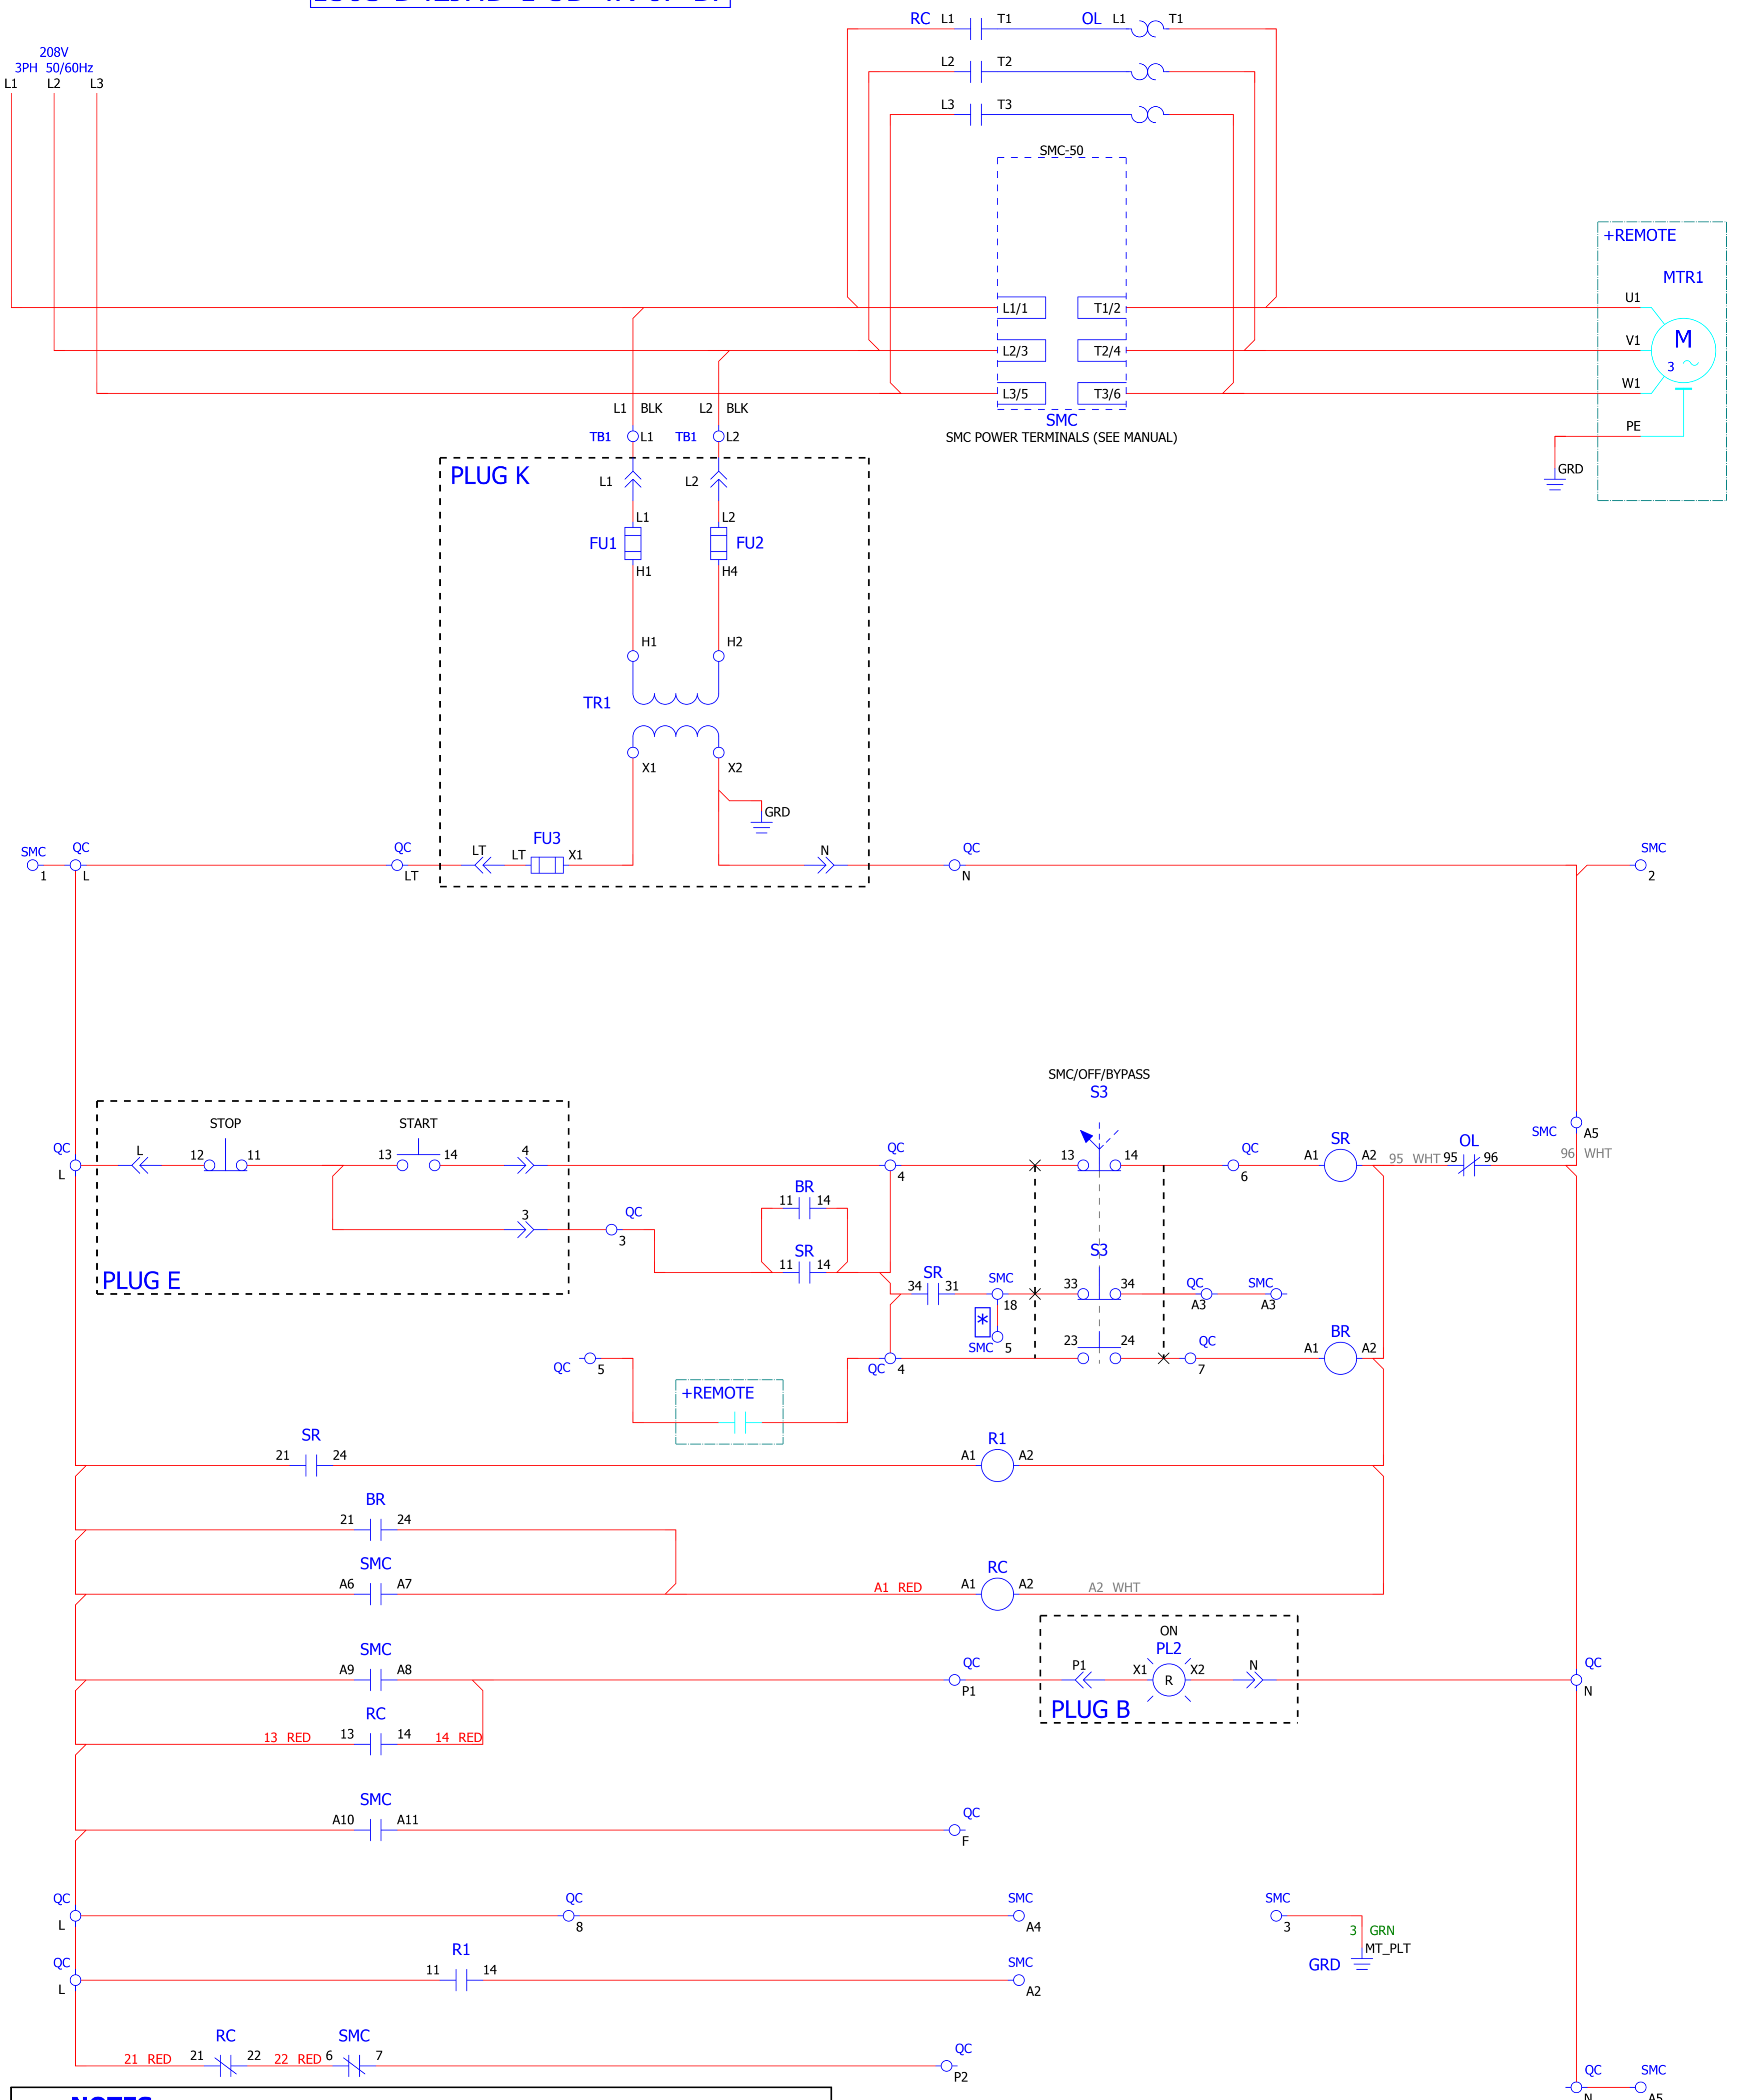 RC L1 T1 OL L1 T1
208V
3PH 50/60Hz
L1 L2 L3
L2 T2
L3 T3
SMC-50
+REMOTE
MTR1
L1/1 T1/2 U1
L2/3 T2/4 V1 M
3
L3/5 T3/6 W1
L1 BLK L2 BLK
SMC
PE
TB1 L1 TB1 L2 SMC POWER TERMINALS (SEE MANUAL)
PLUG K
L1 L2
GRD
L1 L2
FU1 FU2
H1 H4
H1 H2
TR1
X1 X2
GRD
FU3
SMC QC QC LT LT X1 N QC SMC
1 L LT N 2
SMC/OFF/BYPASS
S3
STOP START
SMC A5
QC L 12 11 13 14 4 QC 13 14 QC SR OL
A1 A2 95 WHT 95 96 96 WHT
L 4 6
BR
11 14
3 QC
3
SR
11 14
S3
PLUG E
SR
34 31 SMC 33 34 QC SMC
18 A3 A3
*
SMC 5 23 24 QC BR
A1 A2
QC 5 QC 4 7
+REMOTE
SR R1
21 24 A1 A2
BR
21 24
SMC RC
A6 A7 A1 RED A1 A2 A2 WHT
ON
SMC PL2
A9 A8 QC P1 X1 R X2 N QC
P1 N
PLUG B
RC
13 RED 13 14 14 RED
SMC
A10 A11 QC
F
QC QC SMC SMC
L 8 A4 3
3 GRN
MT_PLT
GRD
R1
QC 11 14 SMC
L A2
RC SMC
21 RED 21 22 22 RED 6 7 QC
P2
QC SMC
N A5